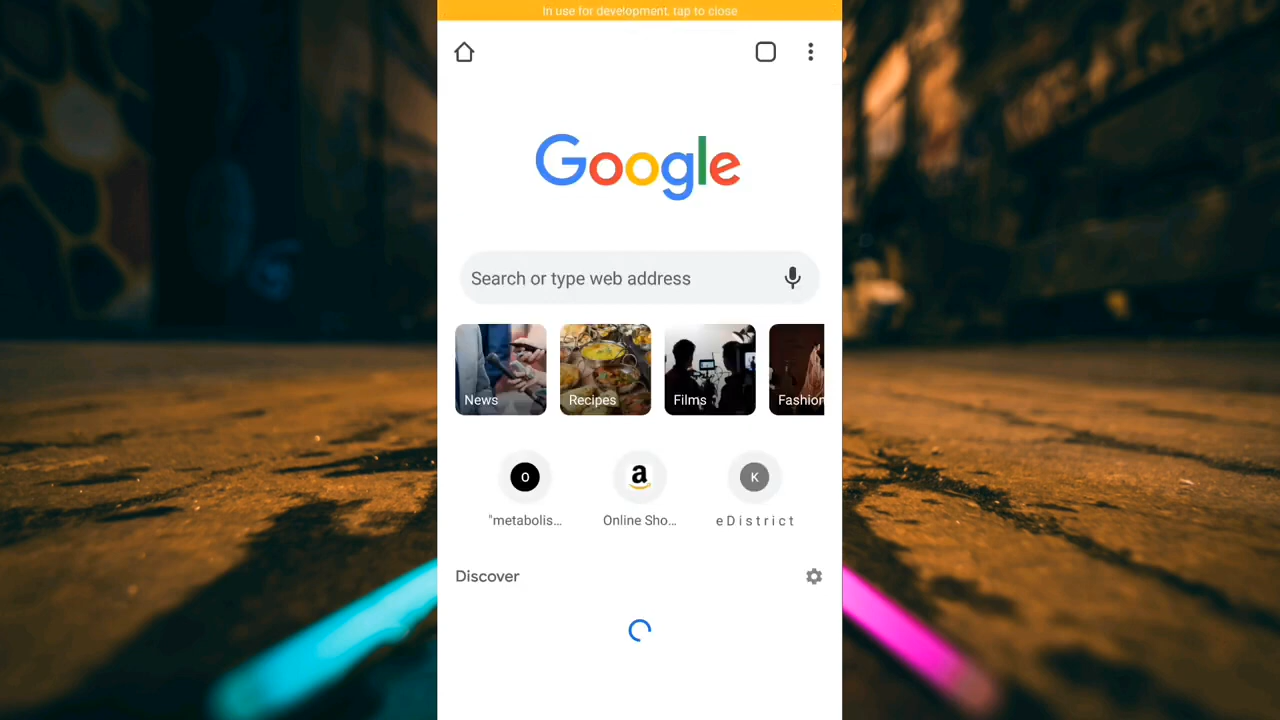 In use for development. tap to close
Google
Search or type web address
News
Recipes
Films
Fashion
O
a
K
"metabolis...
Online Sho...
e D i s t r i c t
Discover